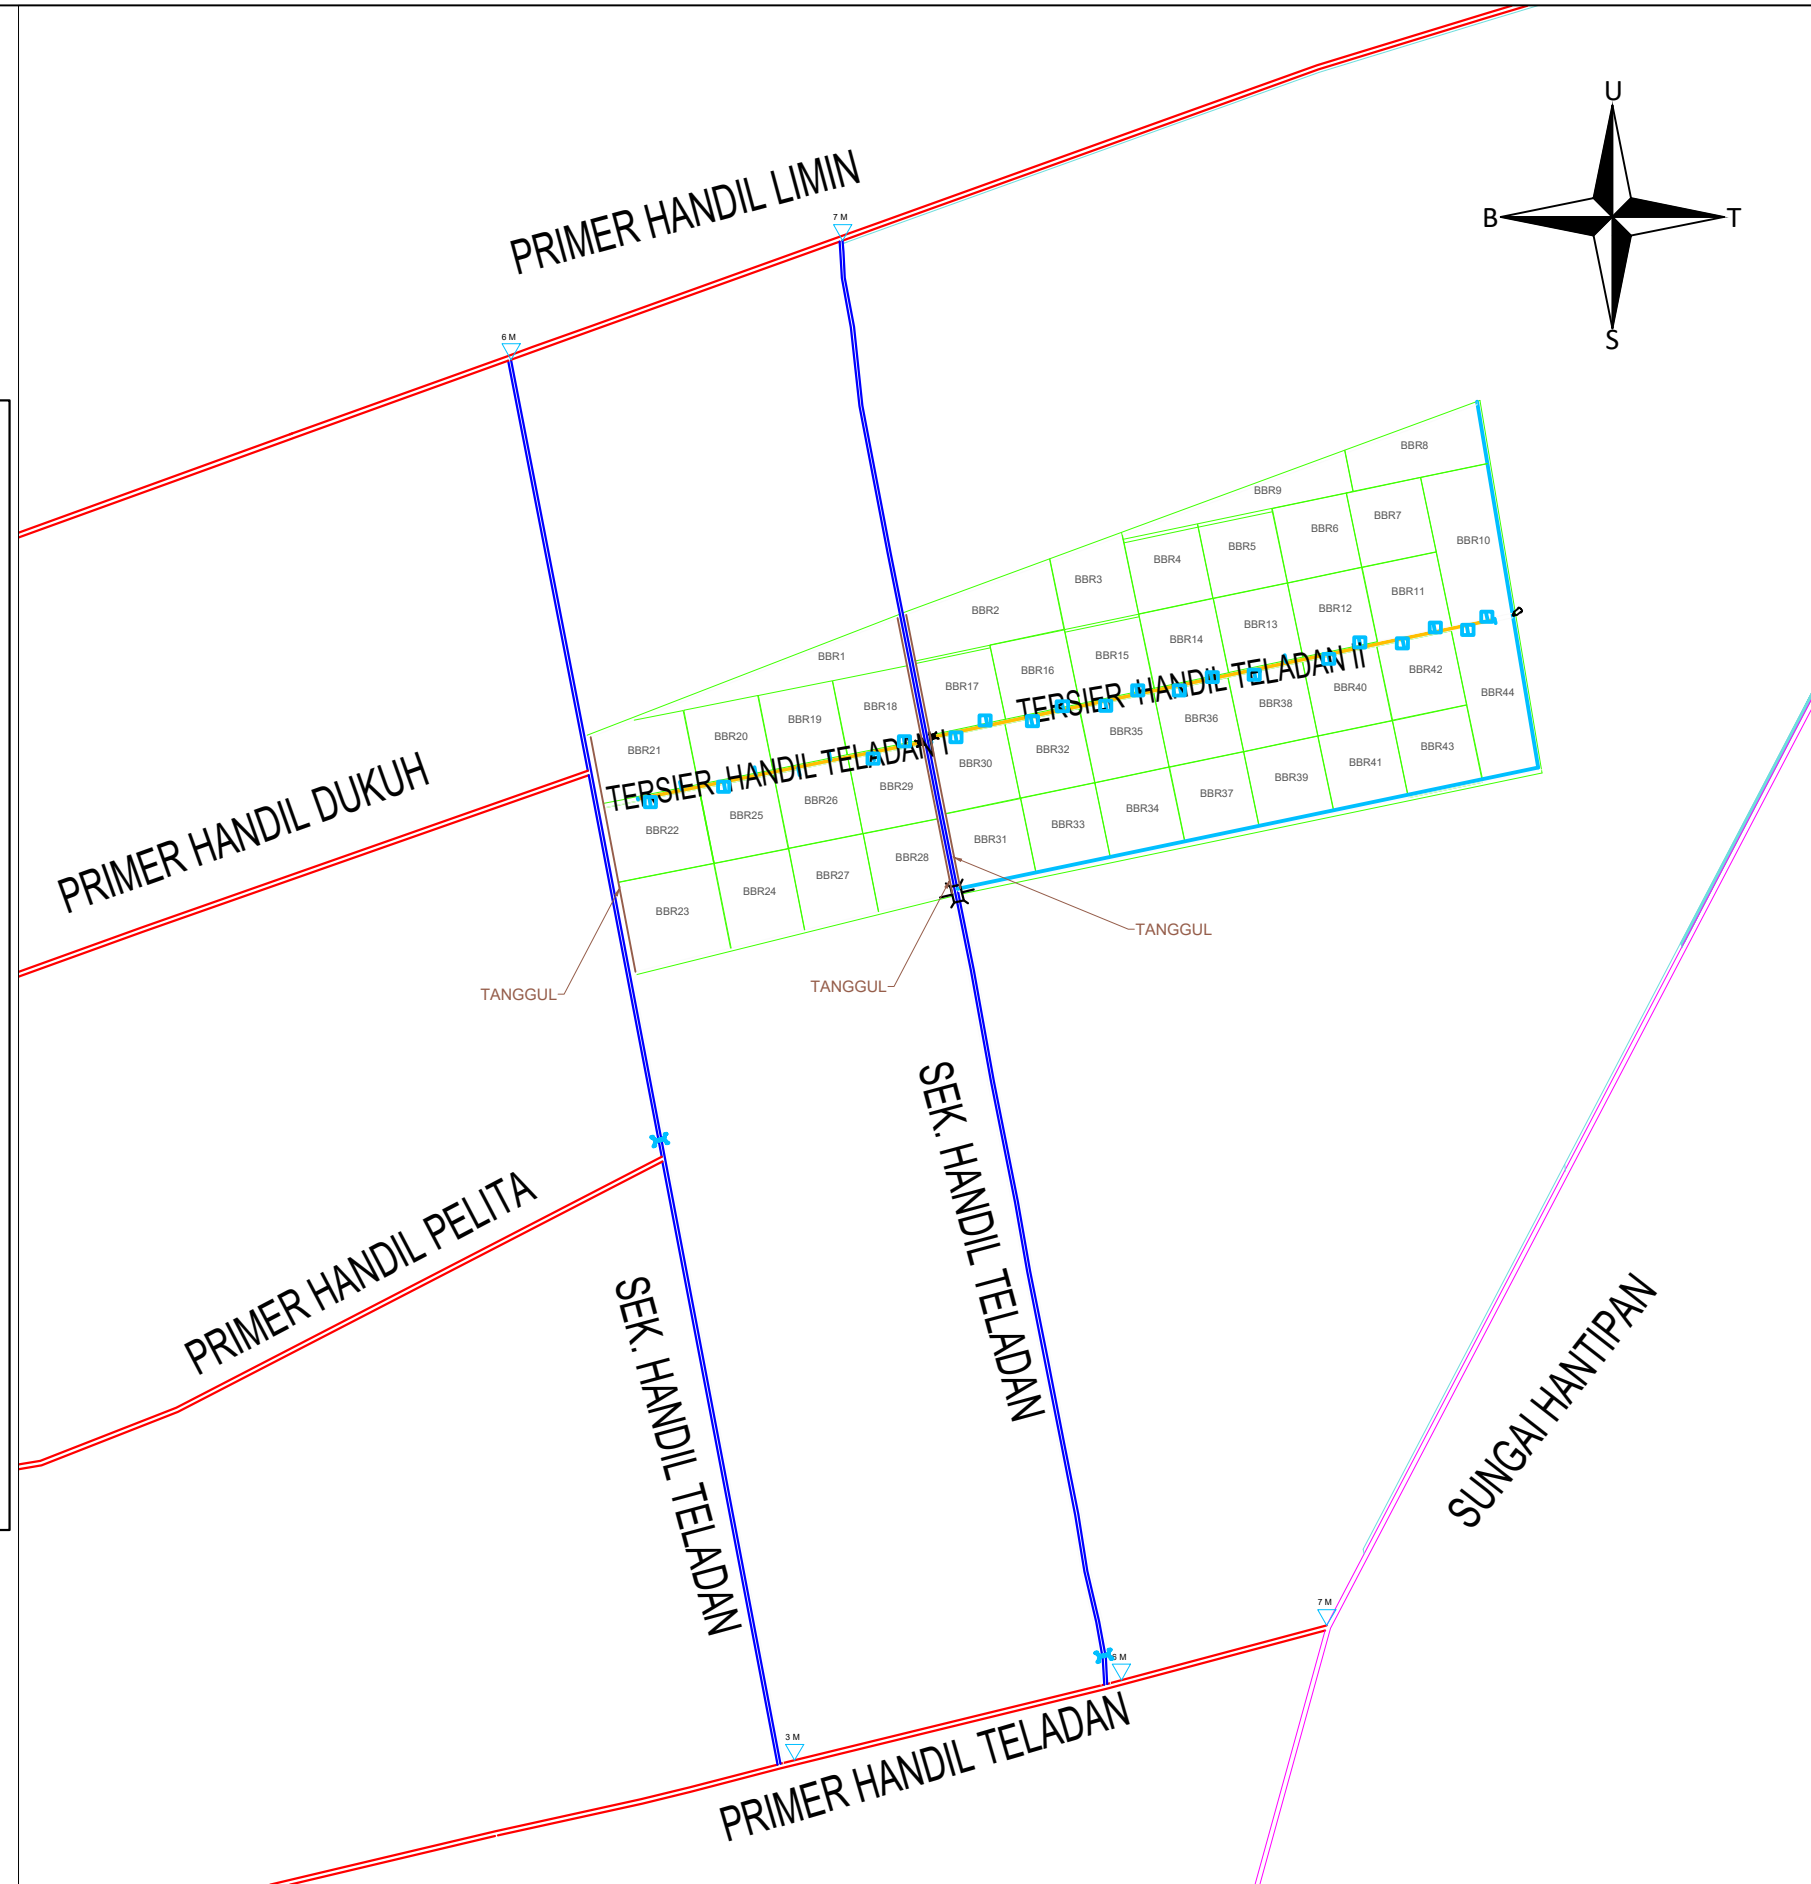 U
B
T
S
PRIMER HANDIL LIMIN
7 M
6 M
BBR8
BBR9
BBR7
BBR6
BBR10
BBR5
BBR4
BBR3
BBR11
BBR2
BBR12
BBR13
BBR14
BBR1
BBR15
BBR16
BBR17
TERSIER HANDIL TELADAN II
BBR42
BBR44
BBR40
BBR38
BBR36
BBR35
BBR18
BBR19
BBR20
BBR21
BBR32
BBR30
BBR43
BBR41
BBR39
BBR37
TERSIER HANDIL TELADAN I
BBR29
BBR26
BBR25
BBR22
BBR34
BBR33
BBR31
BBR28
BBR27
BBR24
BBR23
PRIMER HANDIL DUKUH
TANGGUL
TANGGUL
TANGGUL
SEK. HANDIL TELADAN
PRIMER HANDIL PELITA
SEK. HANDIL TELADAN
SUNGAI HANTIPAN
7 M
6 M
3 M
PRIMER HANDIL TELADAN